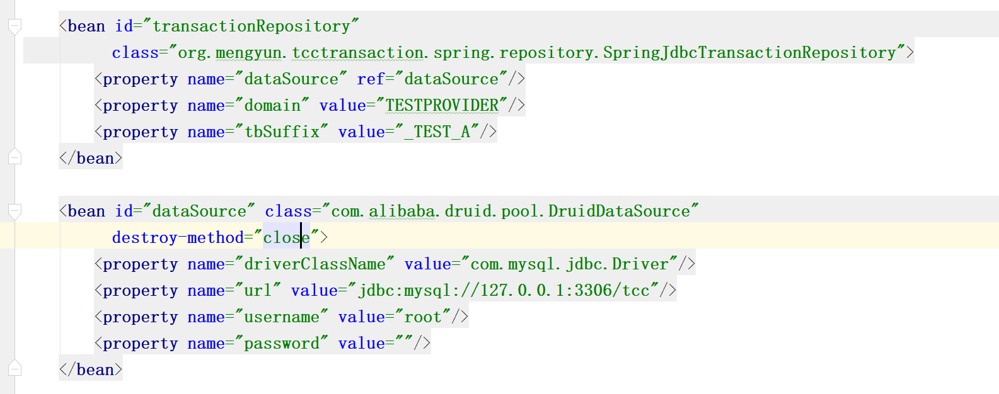 <bean id="transactionRepository"
class="org.mengyun.tcctransaction.spring.repository.SpringJdbcTransactionRepository">
<property name="dataSource" ref="dataSource"/>
<property name="domain" value="TESTPROVIDER"/>
<property name="tbSuffix" value="_TEST_A"/>
</bean>
<bean id="dataSource" class="com.alibaba.druid.pool.DruidDataSource"
destroy-method="close">
<property name="driverClassName" value="com.mysql.jdbc.Driver"/>
<property name="url" value="jdbc:mysql://127.0.0.1:3306/tcc"/>
<property name="username" value="root"/>
<property name="password" value=""/>
</bean>